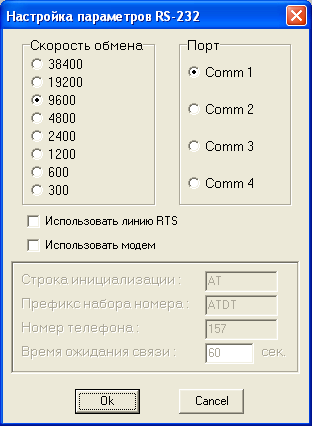 Настройка параметров RS-232
Скорость обмена
38400
19200
9600
4800
2400
1200
600
300
Порт
Comm 1
Comm 2
Comm 3
Comm 4
Использовать линию RTS
Использовать модем
Строка инициализации : AT
Префикс набора номера : ATDT
Номер телефона : 157
Время ожидания связи : 60 сек.
Ok Cancel